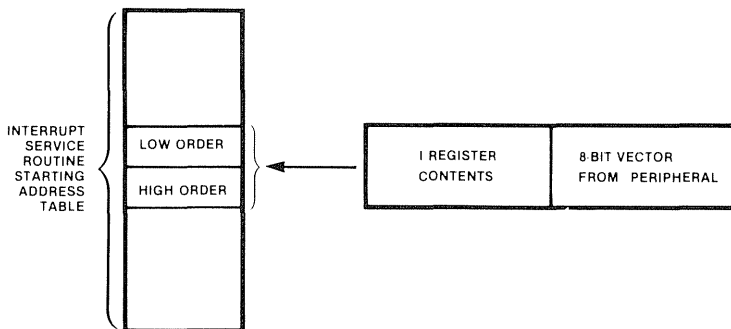 INTERRUPT
SERVICE
ROUTINE
STARTING
ADDRESS
TABLE
LOW ORDER
HIGH ORDER
I REGISTER
CONTENTS
8-BIT VECTOR
FROM PERIPHERAL